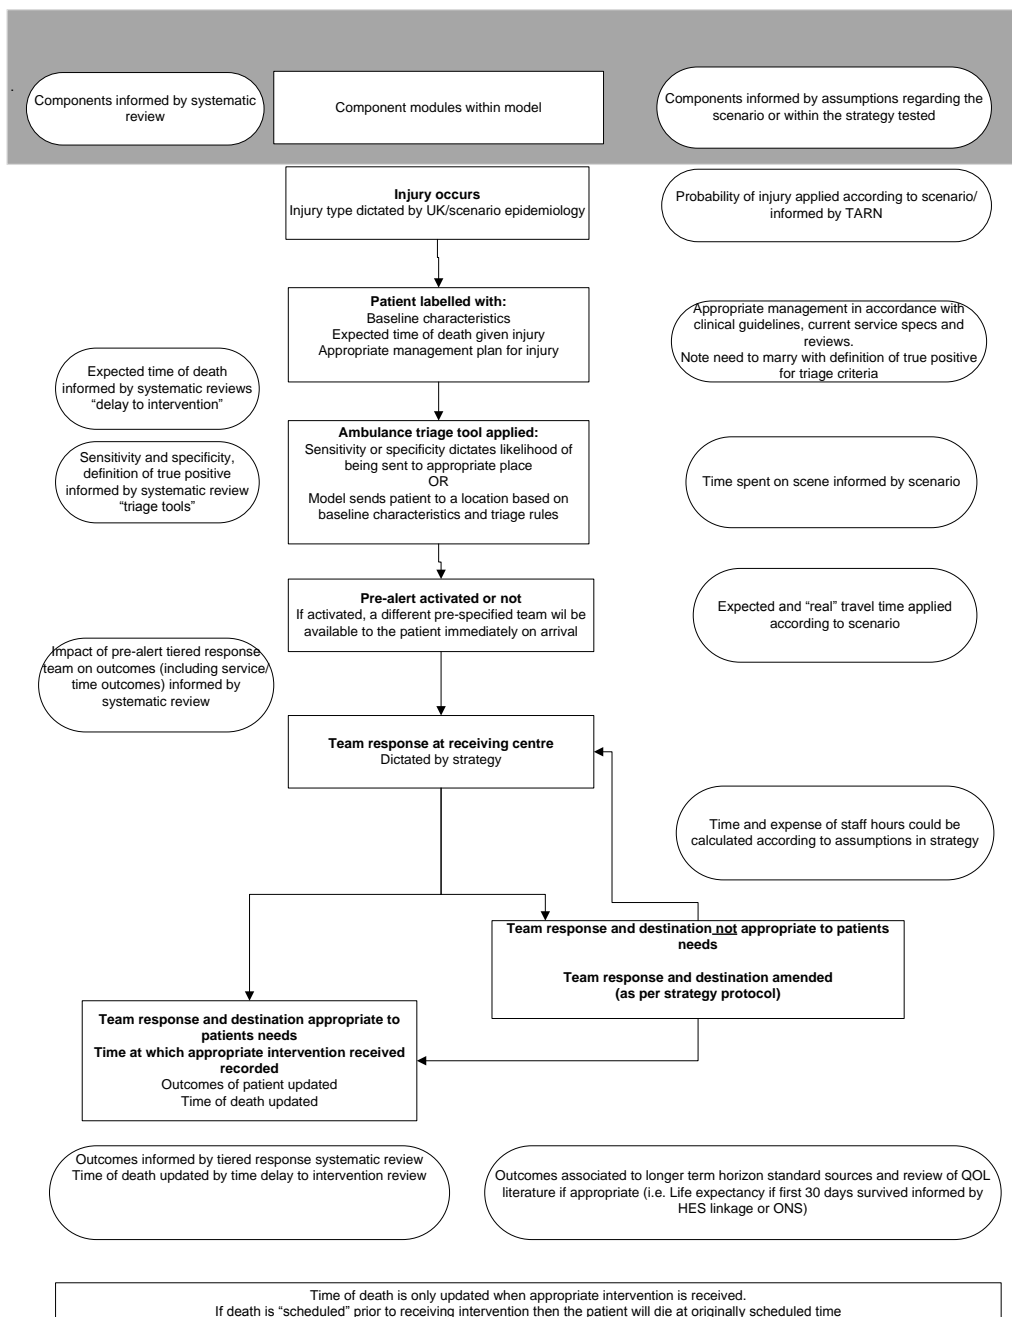 Components informed by systematic
review
Component modules within model
Components informed by assumptions regarding the
scenario or within the strategy tested
Injury occurs
Injury type dictated by UK/scenario epidemiology
Probability of injury applied according to scenario/
informed by TARN
Patient labelled with:
Baseline characteristics
Expected time of death given injury
Appropriate management plan for injury
Appropriate management in accordance with
clinical guidelines, current service specs and
reviews.
Note need to marry with definition of true positive
for triage criteria
Expected time of death
informed by systematic reviews
“delay to intervention”
Ambulance triage tool applied:
Sensitivity or specificity dictates likelihood of
being sent to appropriate place
OR
Model sends patient to a location based on
baseline characteristics and triage rules
Sensitivity and specificity,
definition of true positive
informed by systematic review
“triage tools”
Time spent on scene informed by scenario
Pre-alert activated or not
If activated, a different pre-specified team wil be
available to the patient immediately on arrival
Expected and “real” travel time applied
according to scenario
Impact of pre-alert tiered response
team on outcomes (including service/
time outcomes) informed by
systematic review
Team response at receiving centre
Dictated by strategy
Time and expense of staff hours could be
calculated according to assumptions in strategy
Team response and destination not appropriate to patients
needs
Team response and destination amended
(as per strategy protocol)
Team response and destination appropriate to
patients needs
Time at which appropriate intervention received
recorded
Outcomes of patient updated
Time of death updated
Outcomes informed by tiered response systematic review
Time of death updated by time delay to intervention review
Outcomes associated to longer term horizon standard sources and review of QOL
literature if appropriate (i.e. Life expectancy if first 30 days survived informed by
HES linkage or ONS)
Time of death is only updated when appropriate intervention is received.
If death is “scheduled” prior to receiving intervention then the patient will die at originally scheduled time